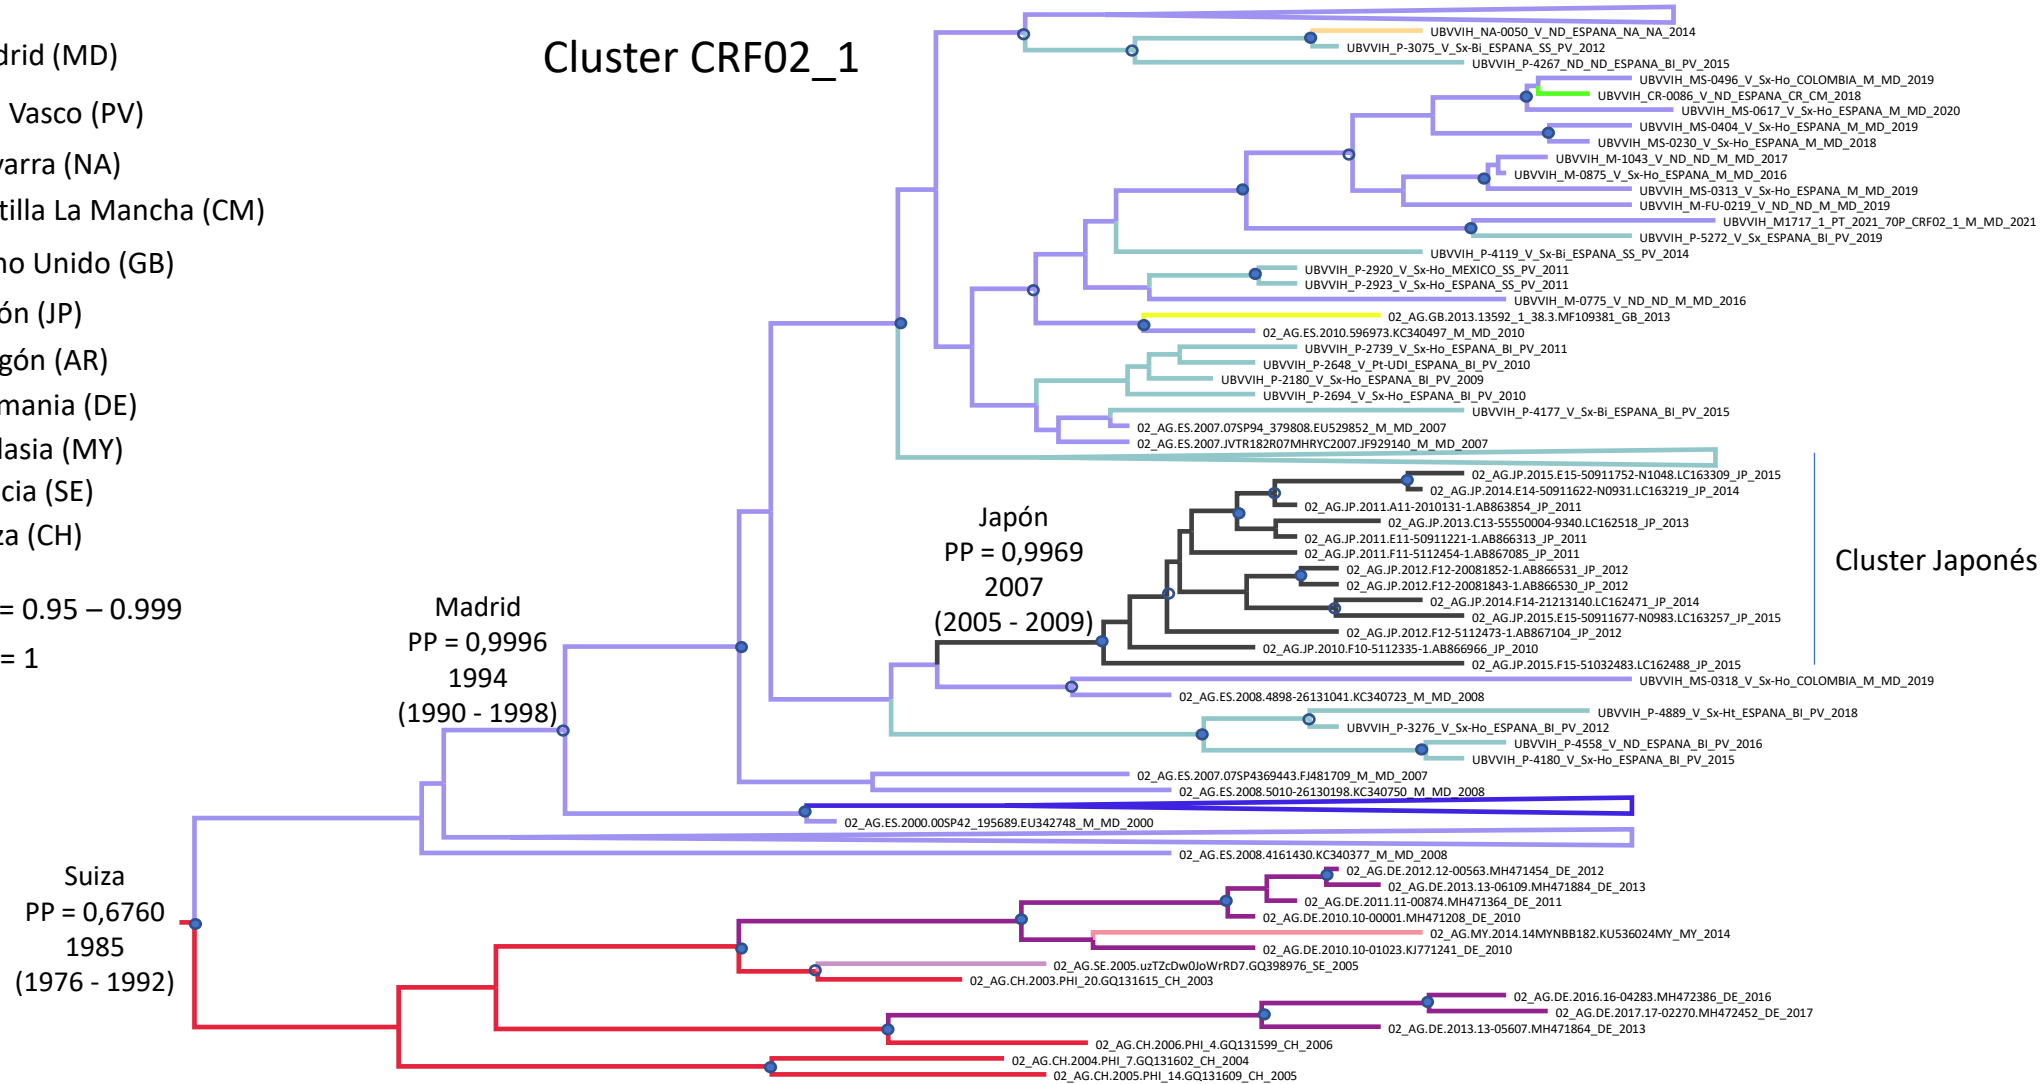 Cluster CRF02_1
drid (MD)
Vasco (PV)
varra (NA)
tilla La Mancha (CM)
no Unido (GB)
ón (JP)
gón (AR)
mania (DE)
lasia (MY)
cia (SE)
za (CH)
= 0.95 – 0.999
= 1
UBVVIH_NA-0050_V_ND_ESPANA_NA_NA_2014
UBVVIH_P-3075_V_Sx-Bi_ESPANA_SS_PV_2012
UBVVIH_P-4267_ND_ND_ESPANA_BI_PV_2015
UBVVIH_MS-0496_V_Sx-Ho_COLOMBIA_M_MD_2019
UBVVIH_CR-0086_V_ND_ESPANA_CR_CM_2018
UBVVIH_MS-0617_V_Sx-Ho_ESPANA_M_MD_2020
UBVVIH_MS-0404_V_Sx-Ho_ESPANA_M_MD_2019
UBVVIH_MS-0230_V_Sx-Ho_ESPANA_M_MD_2018
UBVVIH_M-1043_V_ND_ND_M_MD_2017
UBVVIH_M-0875_V_Sx-Ho_ESPANA_M_MD_2016
UBVVIH_MS-0313_V_Sx-Ho_ESPANA_M_MD_2019
UBVVIH_M-FU-0219_V_ND_ND_M_MD_2019
UBVVIH_M1717_1_PT_2021_70P_CRF02_1_M_MD_2021
UBVVIH_P-5272_V_Sx_ESPANA_BI_PV_2019
UBVVIH_P-4119_V_Sx-Bi_ESPANA_SS_PV_2014
UBVVIH_P-2920_V_Sx-Ho_MEXICO_SS_PV_2011
UBVVIH_P-2923_V_Sx-Ho_ESPANA_SS_PV_2011
UBVVIH_M-0775_V_ND_ND_M_MD_2016
02_AG.GB.2013.13592_1_38.3.MF109381_GB_2013
02_AG.ES.2010.596973.KC340497_M_MD_2010
UBVVIH_P-2739_V_Sx-Ho_ESPANA_BI_PV_2011
UBVVIH_P-2648_V_Pt-UDI_ESPANA_BI_PV_2010
UBVVIH_P-2180_V_Sx-Ho_ESPANA_BI_PV_2009
UBVVIH_P-2694_V_Sx-Ho_ESPANA_BI_PV_2010
UBVVIH_P-4177_V_Sx-Bi_ESPANA_BI_PV_2015
02_AG.ES.2007.07SP94_379808.EU529852_M_MD_2007
02_AG.ES.2007.JVTR182R07MHRYC2007.JF929140_M_MD_2007
02_AG.JP.2015.E15-50911752-N1048.LC163309_JP_2015
02_AG.JP.2014.E14-50911622-N0931.LC163219_JP_2014
02_AG.JP.2011.A11-2010131-1.AB863854_JP_2011
02_AG.JP.2013.C13-55550004-9340.LC162518_JP_2013
02_AG.JP.2011.E11-50911221-1.AB866313_JP_2011
02_AG.JP.2011.F11-5112454-1.AB867085_JP_2011
02_AG.JP.2012.F12-20081852-1.AB866531_JP_2012
02_AG.JP.2012.F12-20081843-1.AB866530_JP_2012
02_AG.JP.2014.F14-21213140.LC162471_JP_2014
02_AG.JP.2015.E15-50911677-N0983.LC163257_JP_2015
02_AG.JP.2012.F12-5112473-1.AB867104_JP_2012
02_AG.JP.2010.F10-5112335-1.AB866966_JP_2010
02_AG.JP.2015.F15-51032483.LC162488_JP_2015
Cluster Japonés
Japón
PP = 0,9969
2007
(2005 - 2009)
UBVVIH_MS-0318_V_Sx-Ho_COLOMBIA_M_MD_2019
02_AG.ES.2008.4898-26131041.KC340723_M_MD_2008
UBVVIH_P-4889_V_Sx-Ht_ESPANA_BI_PV_2018
UBVVIH_P-3276_V_Sx-Ho_ESPANA_BI_PV_2012
UBVVIH_P-4558_V_ND_ESPANA_BI_PV_2016
UBVVIH_P-4180_V_Sx-Ho_ESPANA_BI_PV_2015
Madrid
PP = 0,9996
1994
(1990 - 1998)
02_AG.ES.2007.07SP4369443.FJ481709_M_MD_2007
02_AG.ES.2008.5010-26130198.KC340750_M_MD_2008
02_AG.ES.2000.00SP42_195689.EU342748_M_MD_2000
02_AG.ES.2008.4161430.KC340377_M_MD_2008
Suiza
PP = 0,6760
1985
(1976 - 1992)
02_AG.DE.2012.12-00563.MH471454_DE_2012
02_AG.DE.2013.13-06109.MH471884_DE_2013
02_AG.DE.2011.11-00874.MH471364_DE_2011
02_AG.DE.2010.10-00001.MH471208_DE_2010
02_AG.MY.2014.14MYNBB182.KU536024MY_MY_2014
02_AG.DE.2010.10-01023.KJ771241_DE_2010
02_AG.SE.2005.uzTZcDw0JoWrRD7.GQ398976_SE_2005
02_AG.CH.2003.PHI_20.GQ131615_CH_2003
02_AG.DE.2016.16-04283.MH472386_DE_2016
02_AG.DE.2017.17-02270.MH472452_DE_2017
02_AG.DE.2013.13-05607.MH471864_DE_2013
02_AG.CH.2006.PHI_4.GQ131599_CH_2006
02_AG.CH.2004.PHI_7.GQ131602_CH_2004
02_AG.CH.2005.PHI_14.GQ131609_CH_2005